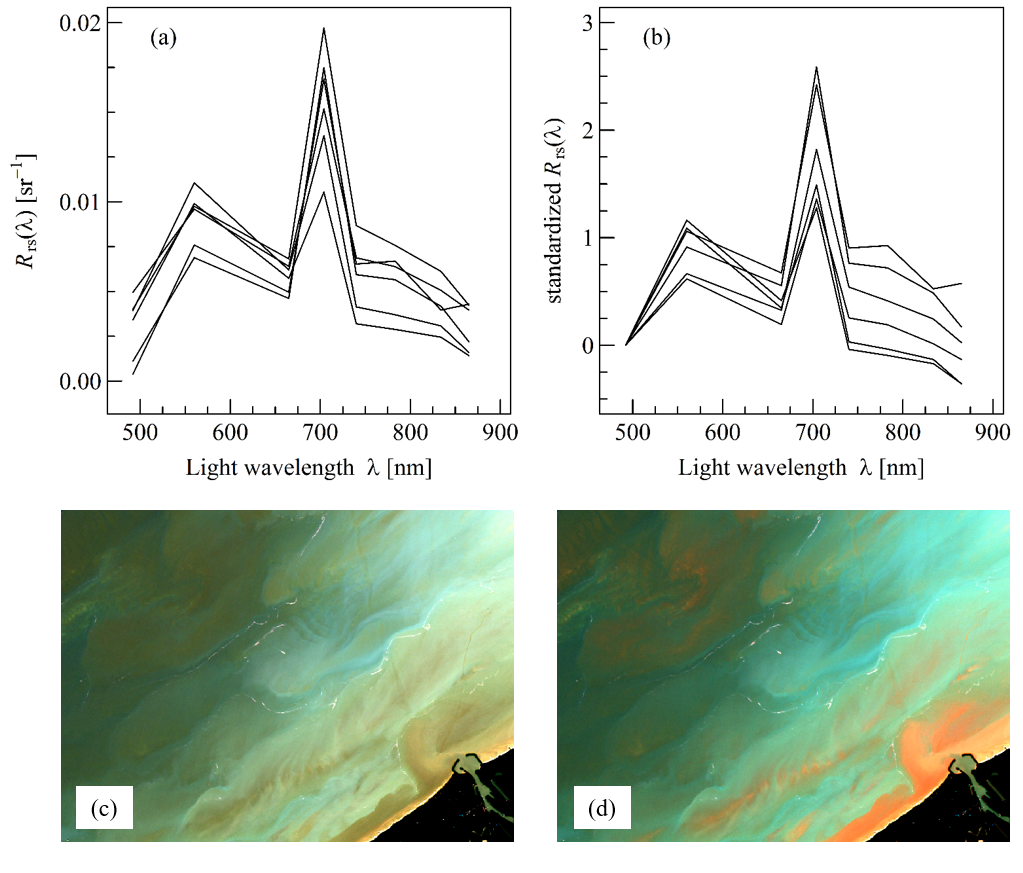 (a)
0.02
0.01
0.00
R_rs(λ) [sr⁻¹]
500 600 700 800 900
Light wavelength λ [nm]
(b)
3
2
1
0
standardized R_rs(λ)
500 600 700 800 900
Light wavelength λ [nm]
(c)
(d)